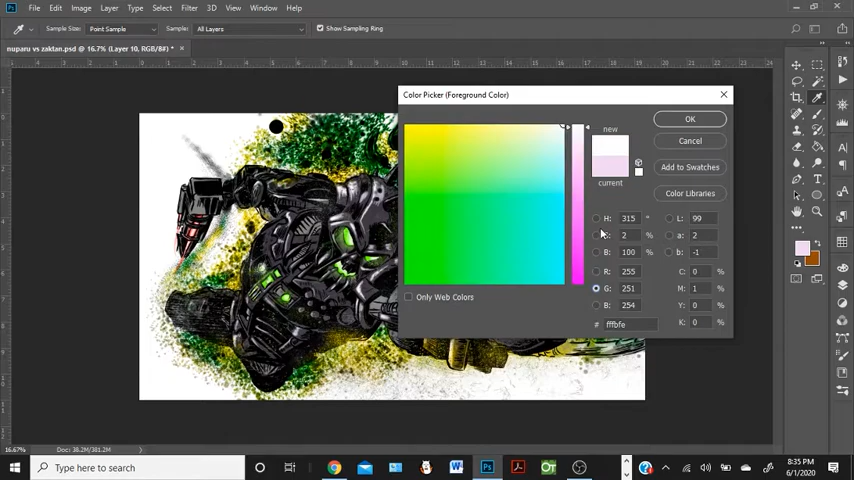 Ps File Edit Image Layer Type Select Filter 3D View Window Help
Sample Size: Point Sample Sample: All Layers Show Sampling Ring
nuparu vs zaktan.psd @ 16.7% (Layer 10, RGB/8#) * ×
Color Picker (Foreground Color)
new
OK
Cancel
Add to Swatches
current
Color Libraries
H: 315 ° L: 99
S: 2 % a: 2
B: 100 % b: -1
R: 255 C: 0 %
G: 251 M: 1 %
B: 254 Y: 0 %
# fffbfe K: 0 %
Only Web Colors
16.67% Doc: 38.2M/381.2M
Type here to search
8:35 PM
6/1/2020